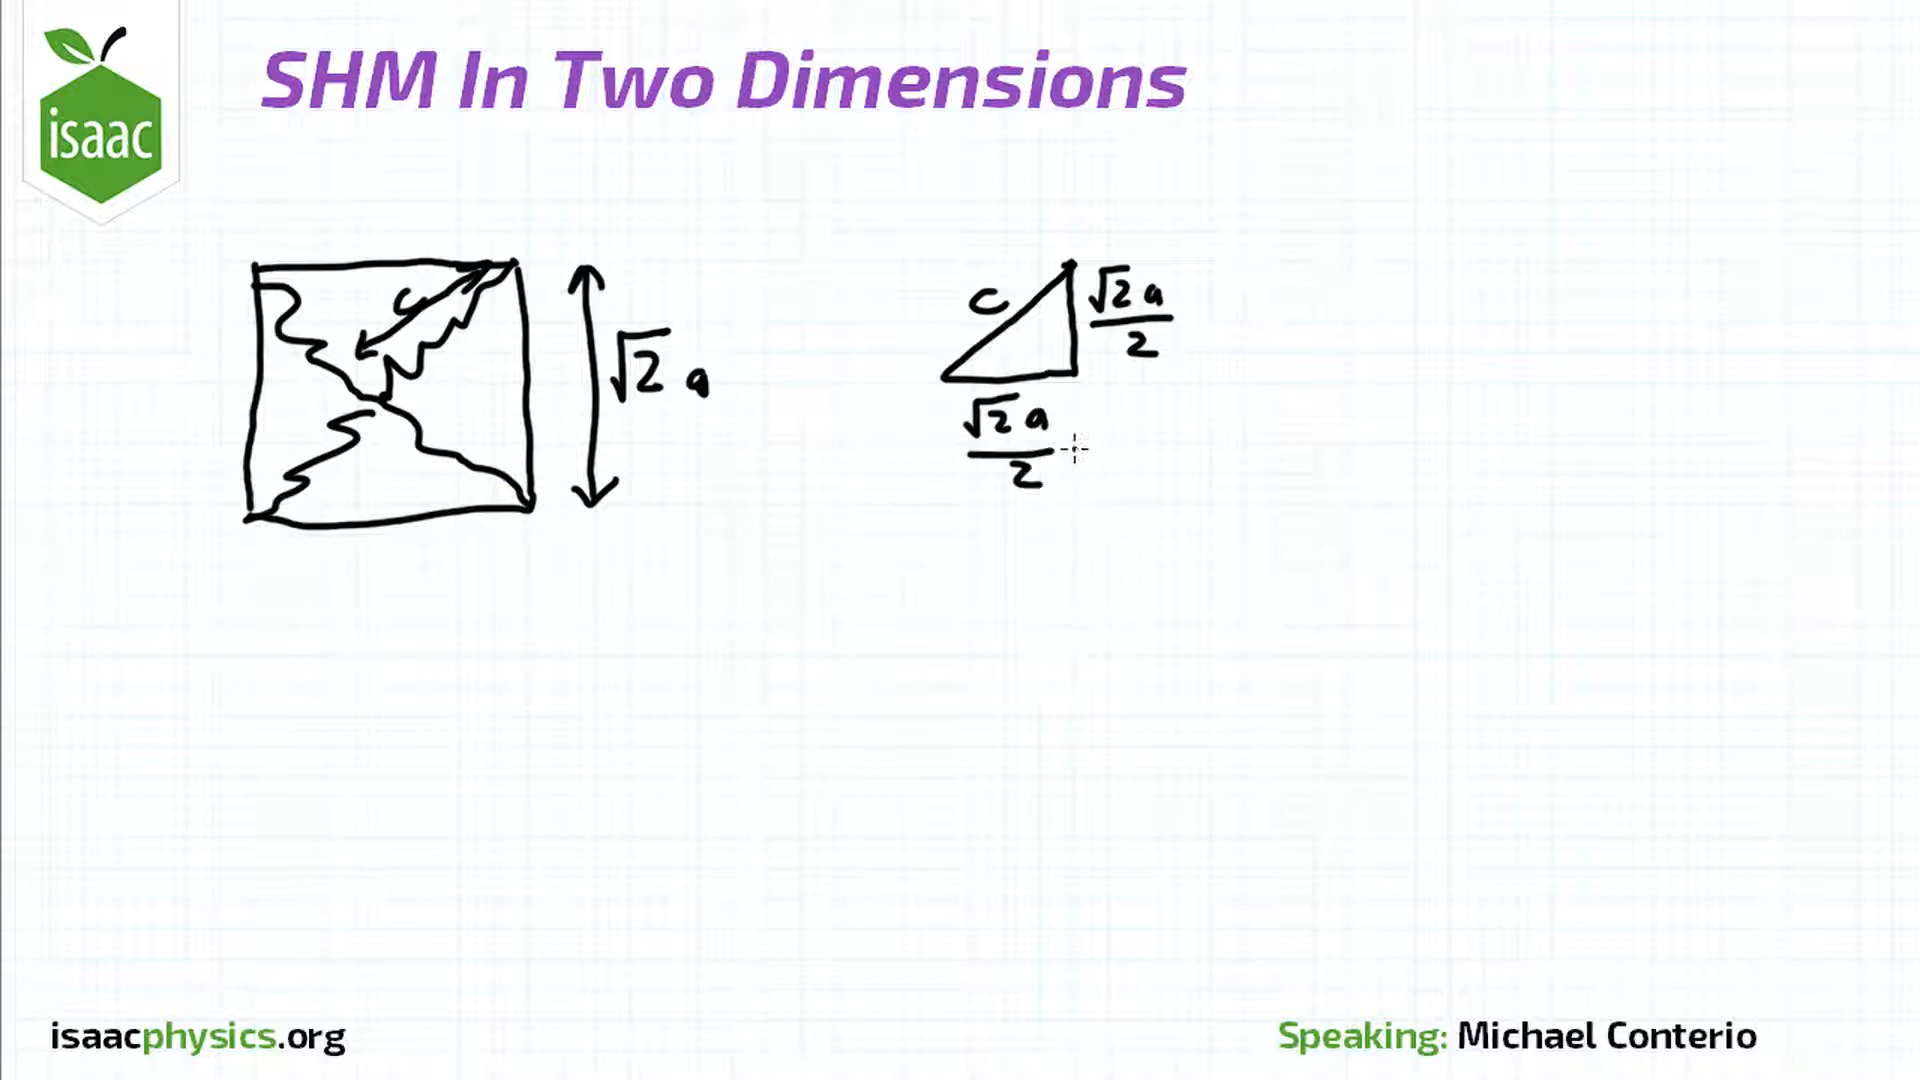 isaac
SHM In Two Dimensions
c
√2 a
c
√2 a
2
√2 a
2
isaacphysics.org
Speaking: Michael Conterio